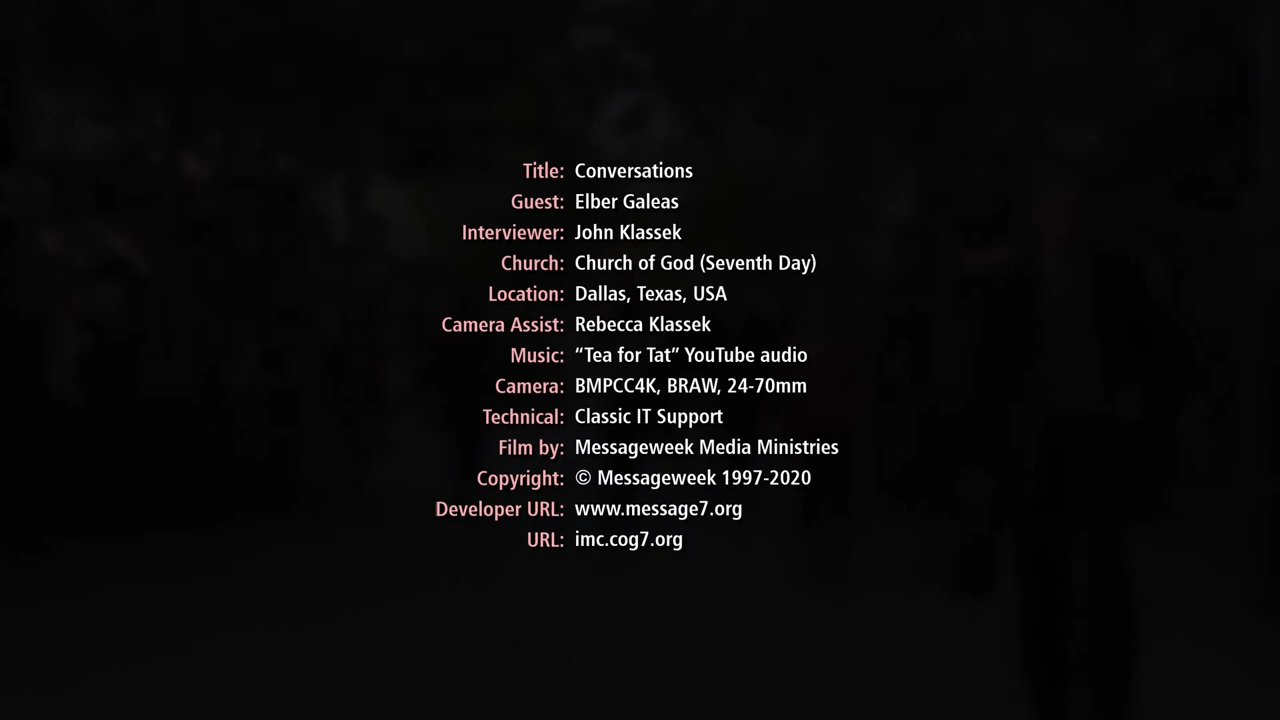 Title: Conversations
Guest: Elber Galeas
Interviewer: John Klassek
Church: Church of God (Seventh Day)
Location: Dallas, Texas, USA
Camera Assist: Rebecca Klassek
Music: “Tea for Tat” YouTube audio
Camera: BMPCC4K, BRAW, 24-70mm
Technical: Classic IT Support
Film by: Messageweek Media Ministries
Copyright: © Messageweek 1997-2020
Developer URL: www.message7.org
URL: imc.cog7.org